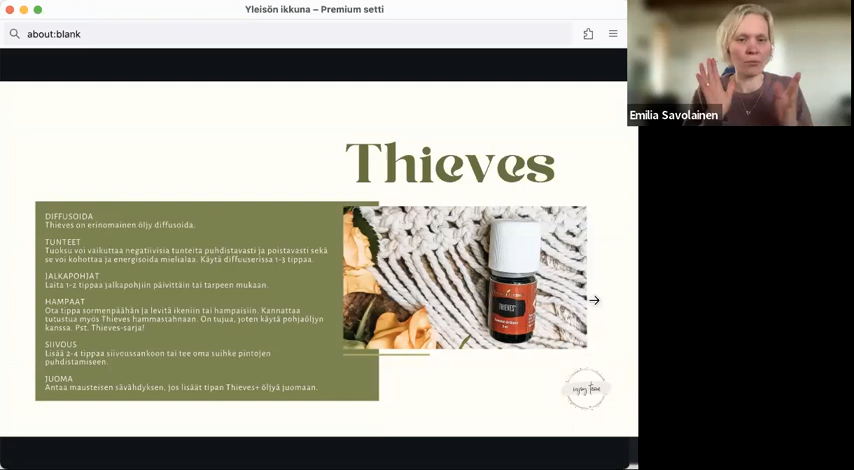 Yleisön ikkuna – Premium setti
about:blank
Emilia Savolainen
Thieves
DIFFUSOIDA
Thieves on erinomainen öljy diffusoida.
TUNTEET
Tuoksu voi vaikuttaa negatiivisia tunteita puhdistavasti ja poistavasti sekä
se voi kohottaa ja energisoida mielialaa. Käytä diffuuserissa 1-3 tippaa.
JALKAPOHJAT
Laita 1-2 tippaa jalkapohjiin päivittäin tai tarpeen mukaan.
HAMPAAT
Ota tippa sormenpäähän ja levitä ikeniin tai hampaisiin. Kannattaa
tutustua myös Thieves hammastahnaan. On tujua, joten käytä pohjaöljyn
kanssa. Pst. Thieves-sarja!
SIIVOUS
Lisää 2-4 tippaa siivoussankoon tai tee oma suihke pintojen
puhdistamiseen.
JUOMA
Antaa mausteisen sävähdyksen, jos lisäät tipan Thieves+ öljyä juomaan.
THIEVES